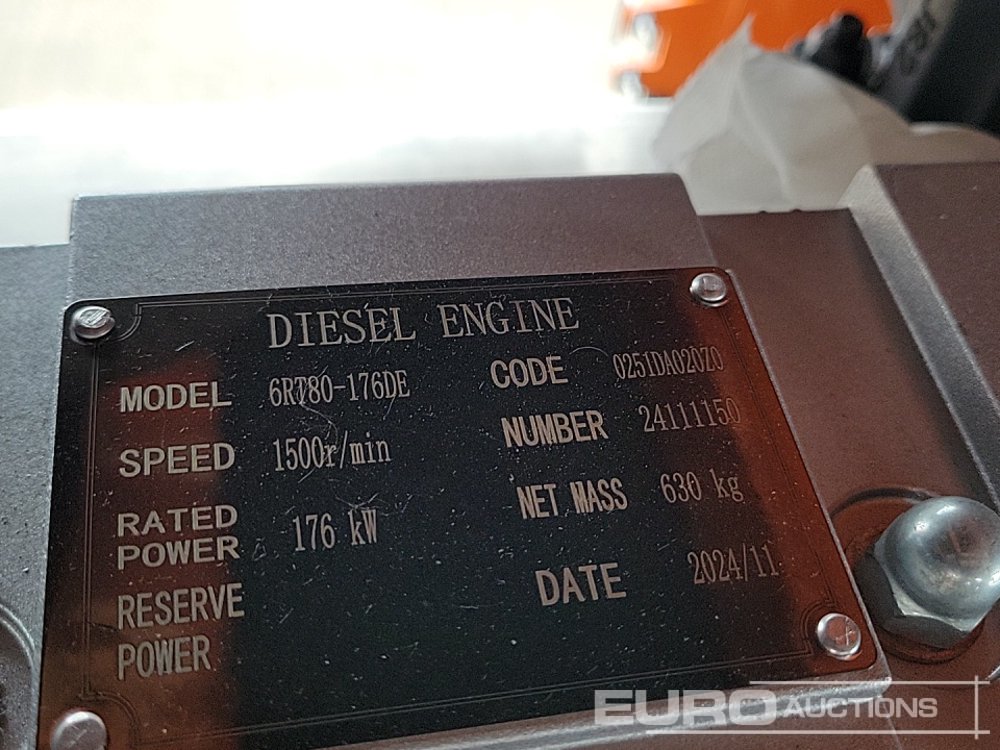 DIESEL ENGINE
MODEL 6RT80-176DE
CODE 0251DA020Z0
SPEED 1500r/min
NUMBER 24111150
RATED POWER 176 kW
NET MASS 630 kg
RESERVE POWER
DATE 2024/11
EURO AUCTIONS